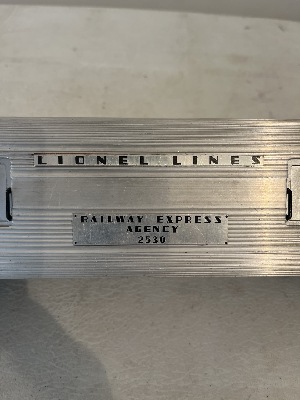 LIONEL LINES
RAILWAY EXPRESS
AGENCY
2530